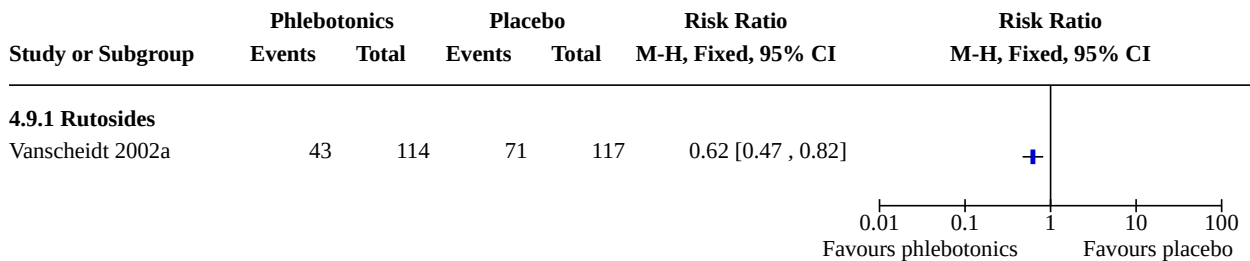 Phlebotonics Placebo Risk Ratio Risk Ratio
Study or Subgroup Events Total Events Total M-H, Fixed, 95% CI M-H, Fixed, 95% CI
4.9.1 Rutosides
Vanscheidt 2002a 43 114 71 117 0.62 [0.47 , 0.82]
0.01 0.1 1 10 100
Favours phlebotonics Favours placebo